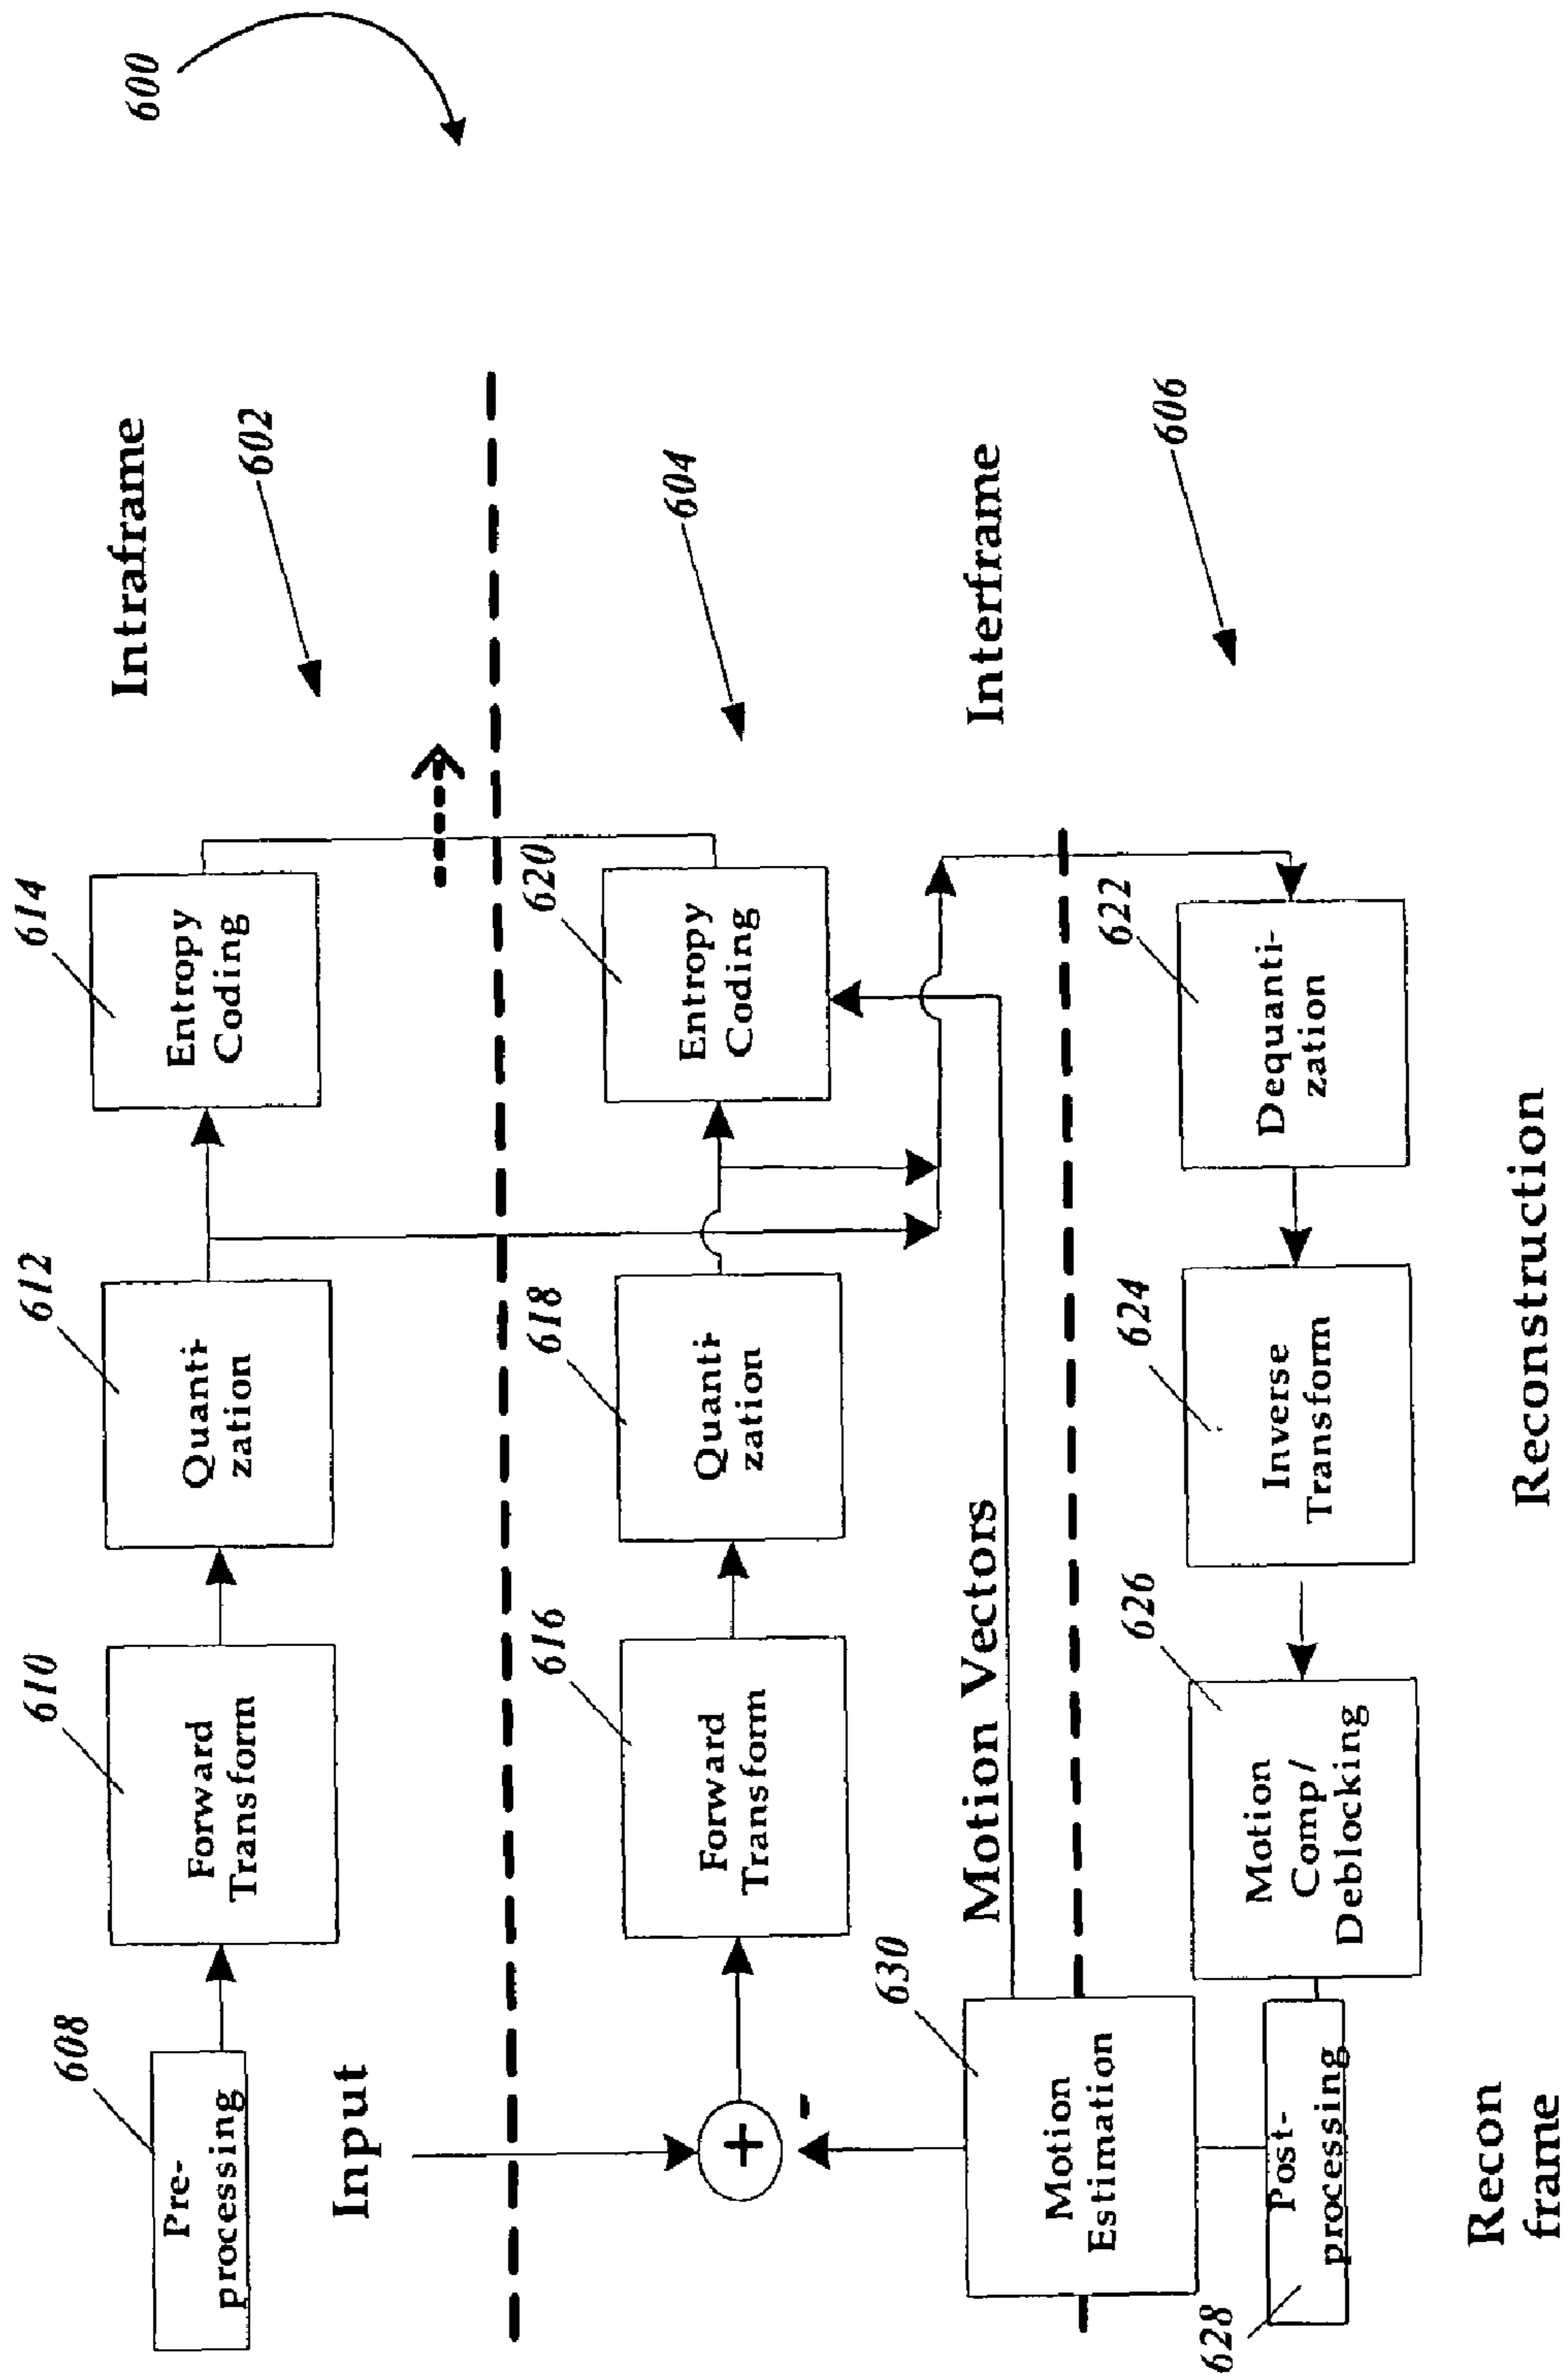 600
Intraframe
602
608
Pre-
processing
610
Forward
Transform
612
Quanti-
zation
614
Entropy
Coding
Input
604
+
-
616
Forward
Transform
618
Quanti-
zation
620
Entropy
Coding
Interframe
Motion Vectors
630
Motion
Estimation
606
628
Post-
processing
626
Motion
Comp/
Deblocking
624
Inverse
Transform
622
Dequanti-
zation
Recon
frame
Reconstruction